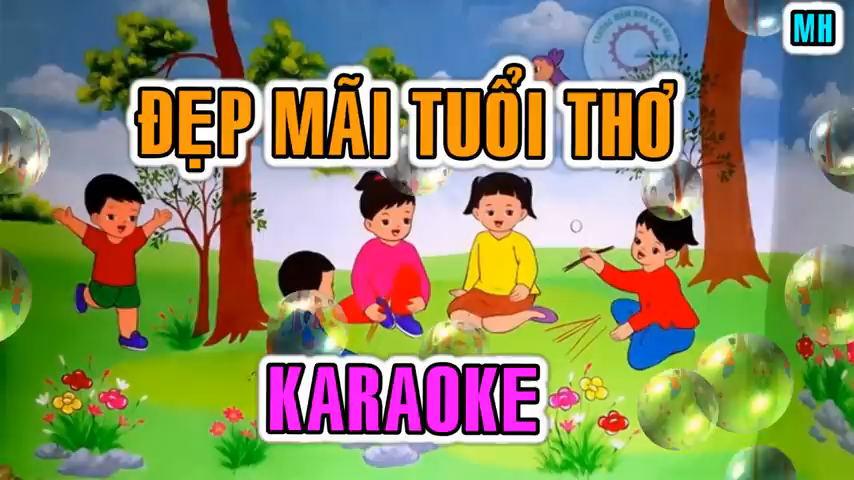 MH
ĐẸP MÃI TUỔI THƠ
KARAOKE